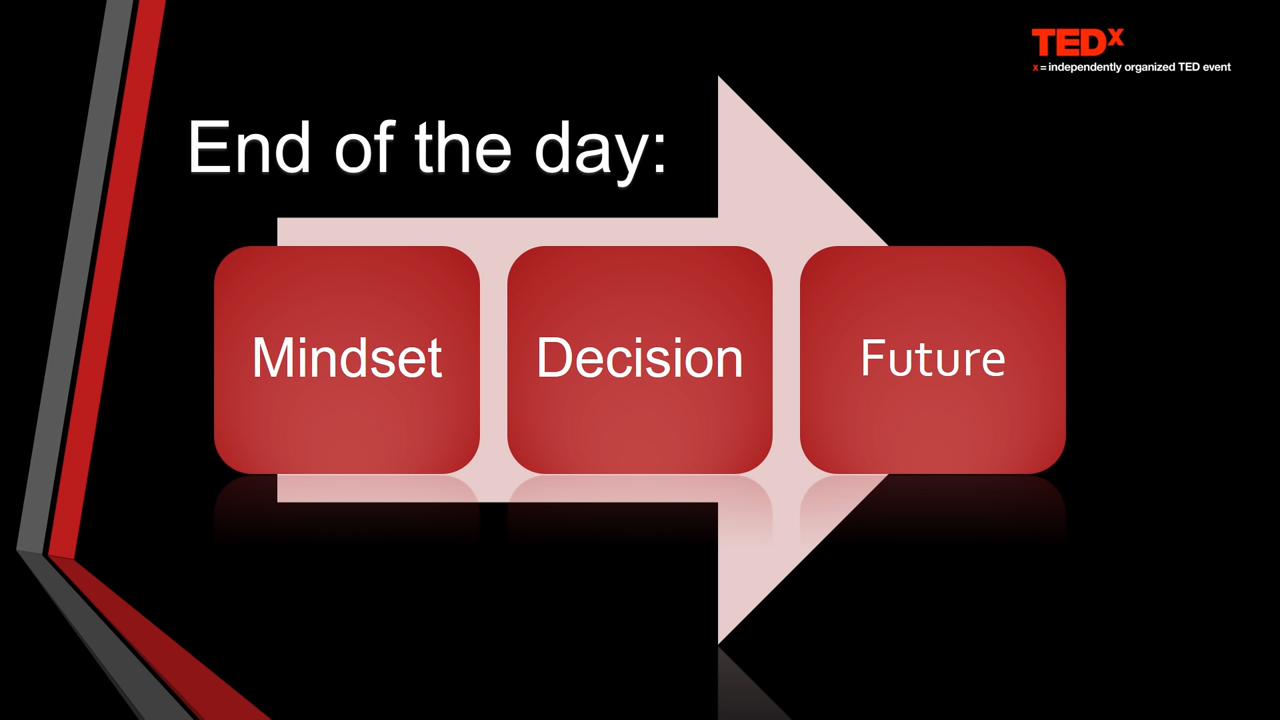 TEDx
x = independently organized TED event
End of the day:
Mindset
Decision
Future